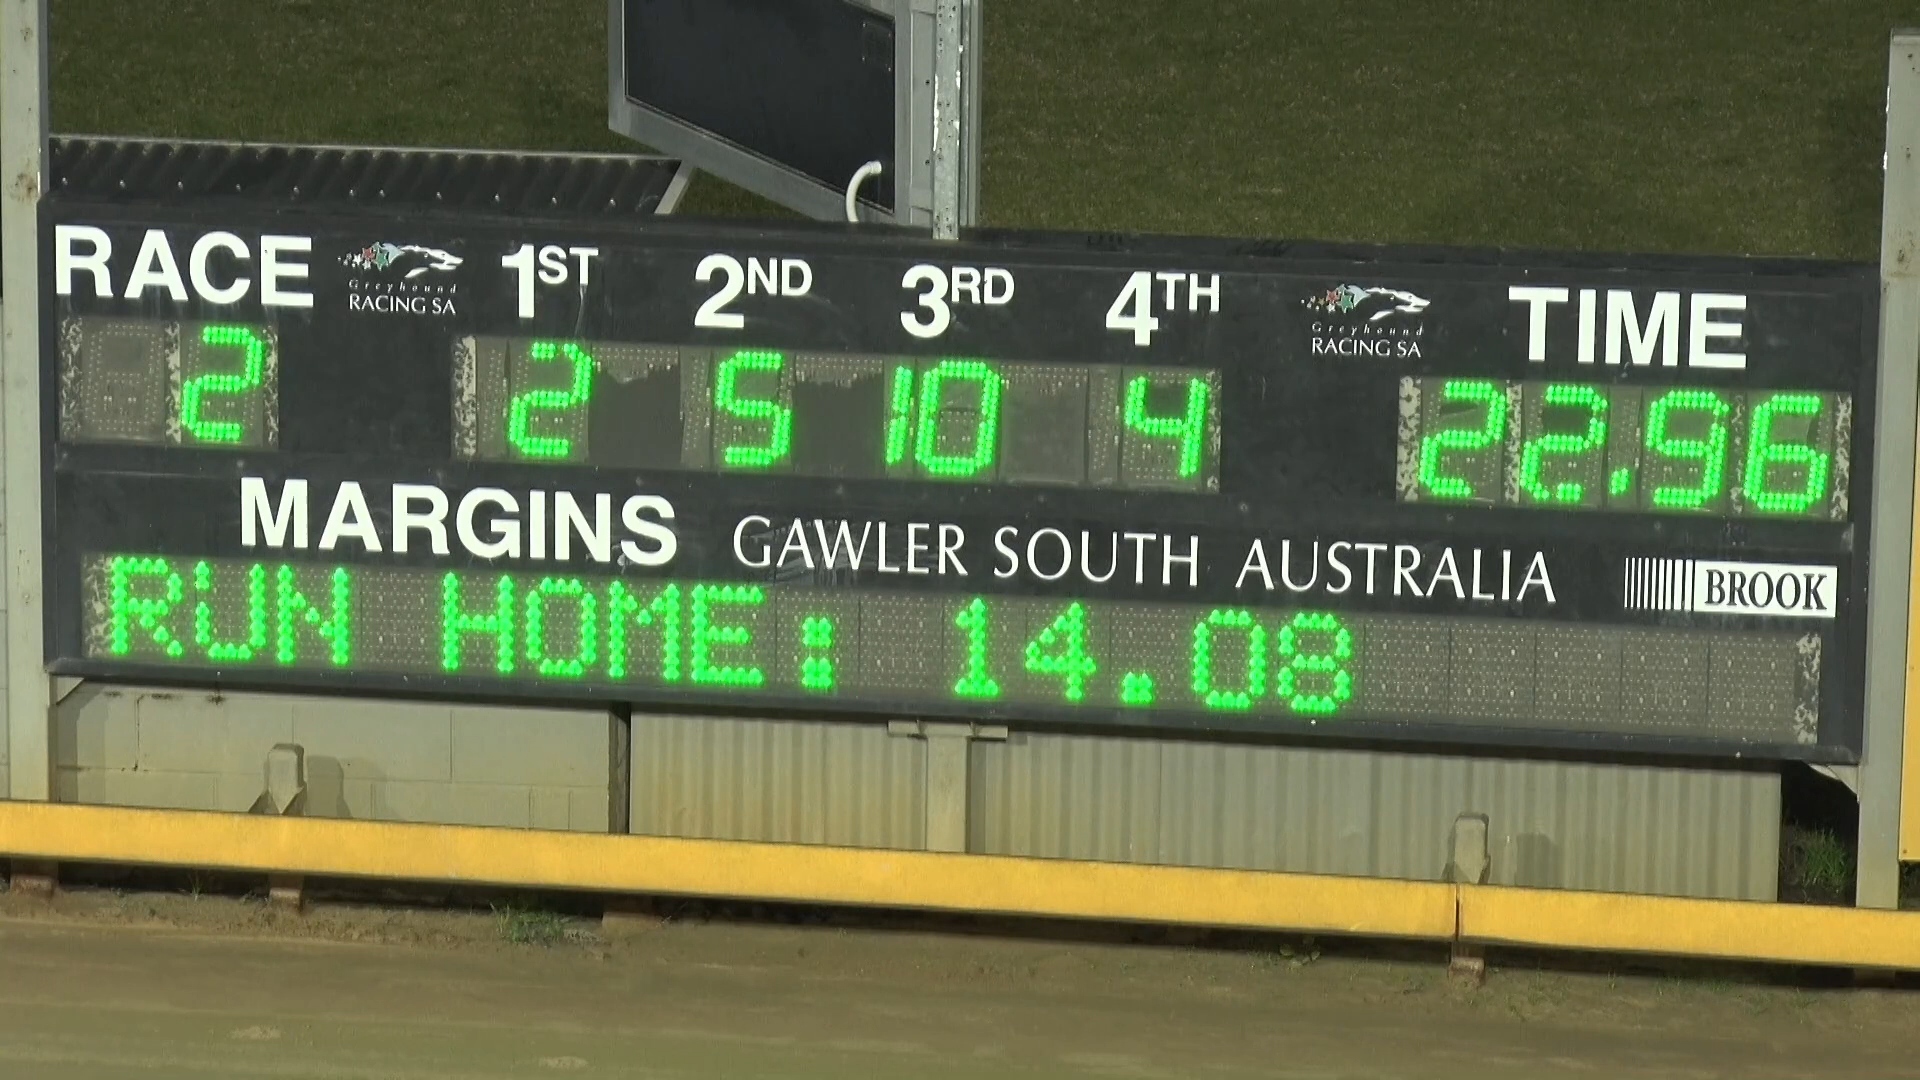 RACE Greyhound RACING SA 1ST 2ND 3RD 4TH Greyhound RACING SA TIME
2 2 5 10 4 22.96
MARGINS GAWLER SOUTH AUSTRALIA BROOK
RUN HOME: 14.08